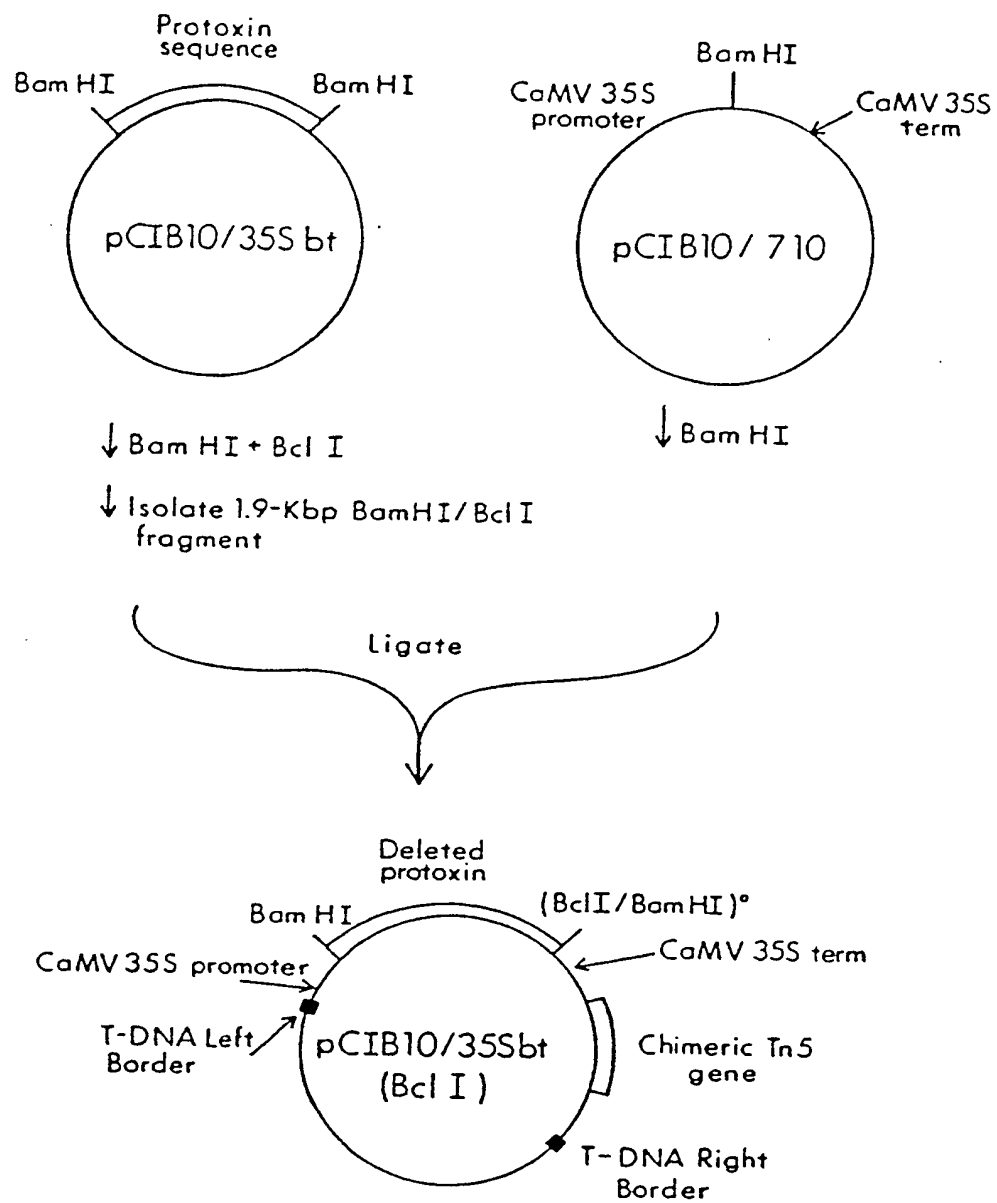 Protoxin
sequence
Bam HI
Bam HI
pCIB10/35S bt
Bam HI
CaMV 35S
promoter
CaMV 35S
term
pCIB10/ 710
↓ Bam HI + Bcl I
↓ Isolate 1.9-Kbp BamHI/Bcl I
fragment
↓ Bam HI
Ligate
Deleted
protoxin
Bam HI
(BclI/BamHI)°
CaMV 35S promoter
CaMV 35S term
T-DNA Left
Border
pCIB10/35Sbt
(Bcl I)
Chimeric Tn5
gene
T-DNA Right
Border